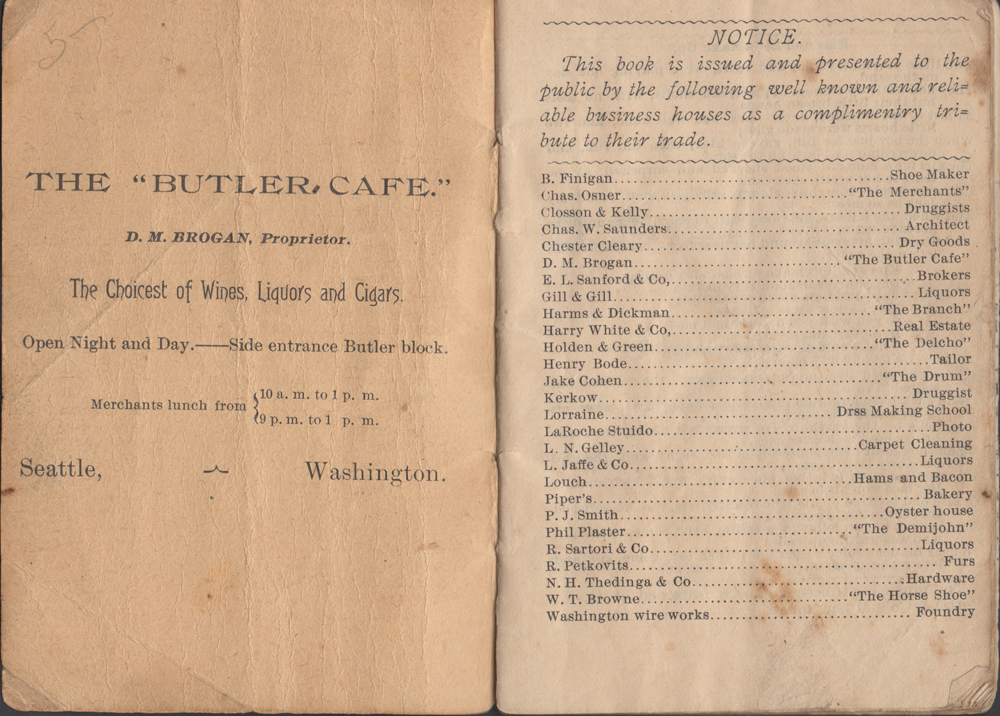 5-
THE “BUTLER, CAFE.”
D. M. BROGAN, Proprietor.
The Choicest of Wines, Liquors and Cigars.
Open Night and Day.——Side entrance Butler block.
Merchants lunch from { 10 a. m. to 1 p. m.
9 p. m. to 1 p. m.
Seattle, Washington.
NOTICE.
This book is issued and presented to the
public by the following well known and reli=
able business houses as a complimentry tri=
bute to their trade.
B. Finigan..............................Shoe Maker
Chas. Osner..............................“The Merchants”
Closson & Kelly..............................Druggists
Chas. W. Saunders..............................Architect
Chester Cleary..............................Dry Goods
D. M. Brogan..............................“The Butler Cafe”
E. L. Sanford & Co,..............................Brokers
Gill & Gill..............................Liquors
Harms & Dickman..............................“The Branch”
Harry White & Co,..............................Real Estate
Holden & Green..............................“The Delcho”
Henry Bode..............................Tailor
Jake Cohen..............................“The Drum”
Kerkow..............................Druggist
Lorraine..............................Drss Making School
LaRoche Stuido..............................Photo
L. N. Gelley..............................Carpet Cleaning
L. Jaffe & Co..............................Liquors
Louch..............................Hams and Bacon
Piper's..............................Bakery
P. J. Smith..............................Oyster house
Phil Plaster..............................“The Demijohn”
R. Sartori & Co..............................Liquors
R. Petkovits..............................Furs
N. H. Thedinga & Co..............................Hardware
W. T. Browne..............................“The Horse Shoe”
Washington wire works..............................Foundry